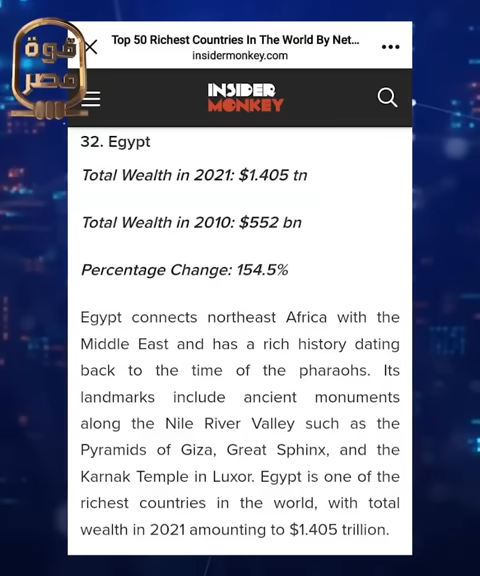 قوة
مصر
Top 50 Richest Countries In The World By Net...
insidermonkey.com
INSIDER
MONKEY
32. Egypt
Total Wealth in 2021: $1.405 tn
Total Wealth in 2010: $552 bn
Percentage Change: 154.5%
Egypt connects northeast Africa with the
Middle East and has a rich history dating
back to the time of the pharaohs. Its
landmarks include ancient monuments
along the Nile River Valley such as the
Pyramids of Giza, Great Sphinx, and the
Karnak Temple in Luxor. Egypt is one of the
richest countries in the world, with total
wealth in 2021 amounting to $1.405 trillion.